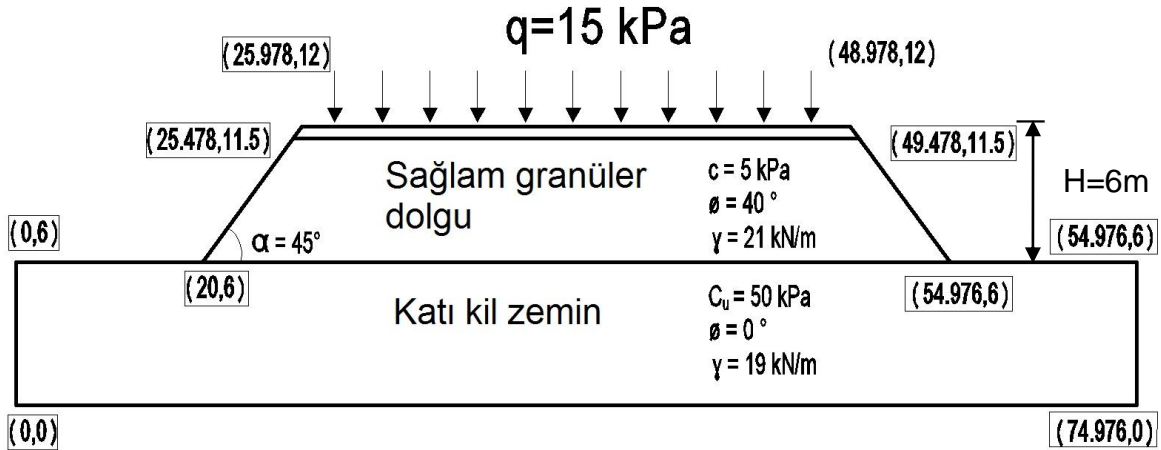 q=15 kPa
(25.978,12)
(48.978,12)
(25.478,11.5)
(49.478,11.5)
Sağlam granüler
dolgu
c = 5 kPa
ø = 40 °
γ = 21 kN/m
H=6m
(0,6)
α = 45°
(54.976,6)
(20,6)
(54.976,6)
Katı kil zemin
Cu = 50 kPa
ø = 0 °
γ = 19 kN/m
(0,0)
(74.976,0)